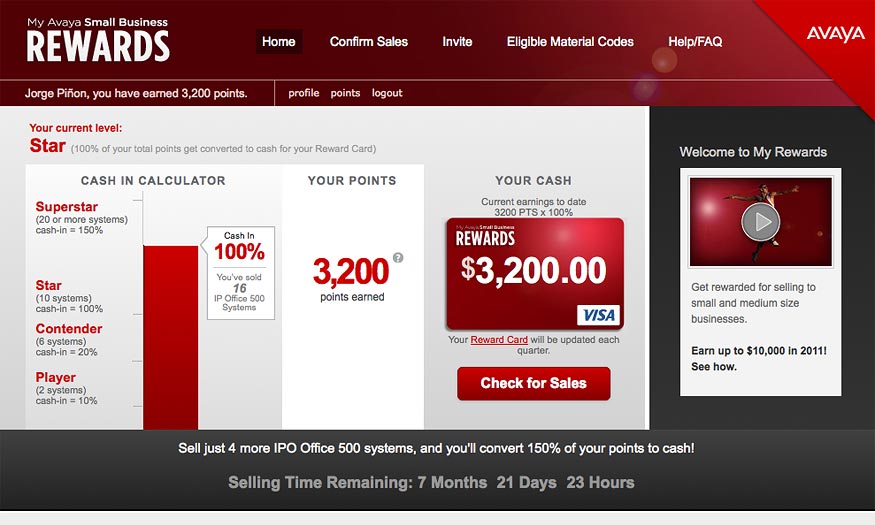 My Avaya Small Business
REWARDS
Home Confirm Sales Invite Eligible Material Codes Help/FAQ
AVAYA
Jorge Piñon, you have earned 3,200 points. profile points logout
Your current level:
Star (100% of your total points get converted to cash for your Reward Card)
CASH IN CALCULATOR
Superstar
(20 or more systems)
cash-in = 150%
Star
(10 systems)
cash-in = 100%
Contender
(6 systems)
cash-in = 20%
Player
(2 systems)
cash-in = 10%
Cash In
100%
You've sold
16
IP Office 500
Systems
YOUR POINTS
3,200 ?
points earned
YOUR CASH
Current earnings to date
3200 PTS x 100%
My Avaya Small Business
REWARDS
$3,200.00
VISA
Your Reward Card will be updated each
quarter.
Check for Sales
Welcome to My Rewards
Get rewarded for selling to
small and medium size
businesses.
Earn up to $10,000 in 2011!
See how.
Sell just 4 more IPO Office 500 systems, and you'll convert 150% of your points to cash!
Selling Time Remaining: 7 Months 21 Days 23 Hours